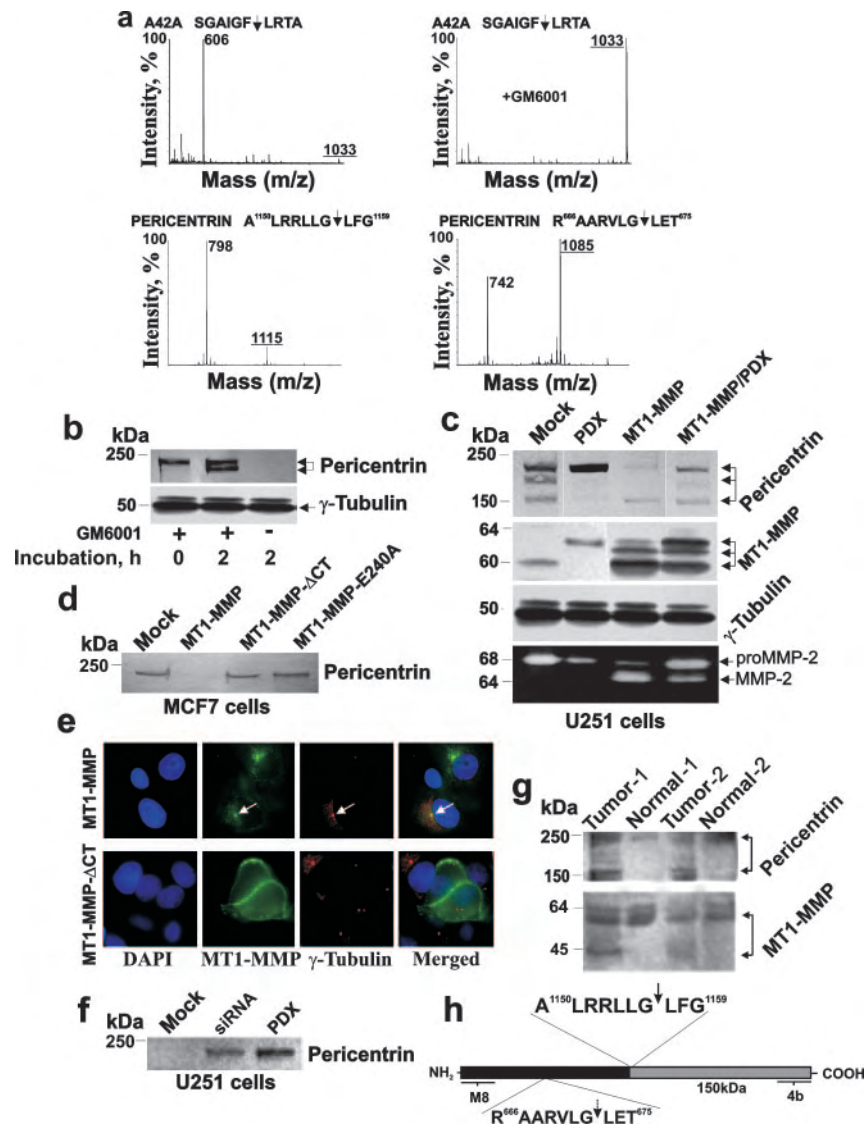 a
A42A SGAIGF↓LRTA
100
606
1033
Intensity, %
Mass (m/z)
A42A SGAIGF↓LRTA
100
1033
+GM6001
Intensity, %
Mass (m/z)
PERICENTRIN A¹¹⁵⁰LRRLLG↓LFG¹¹⁵⁹
100
798
1115
Intensity, %
Mass (m/z)
PERICENTRIN R⁶⁶⁶AARVLG↓LET⁶⁷⁵
100
1085
742
Intensity, %
Mass (m/z)
b
kDa
250
Pericentrin
50
γ-Tubulin
GM6001 + + -
Incubation, h 0 2 2
c
kDa
Mock
PDX
MT1-MMP
MT1-MMP/PDX
250
150
Pericentrin
64
60
MT1-MMP
50
γ-Tubulin
68
64
proMMP-2
MMP-2
U251 cells
d
kDa
Mock
MT1-MMP
MT1-MMP-ΔCT
MT1-MMP-E240A
250
Pericentrin
MCF7 cells
e
MT1-MMP
MT1-MMP-ΔCT
DAPI
MT1-MMP
γ-Tubulin
Merged
f
kDa
Mock
siRNA
PDX
250
Pericentrin
U251 cells
g
kDa
Tumor-1
Normal-1
Tumor-2
Normal-2
250
150
Pericentrin
64
45
MT1-MMP
h
A¹¹⁵⁰LRRLLG↓LFG¹¹⁵⁹
NH₂
COOH
M8
150kDa
4b
R⁶⁶⁶AARVLG↓LET⁶⁷⁵